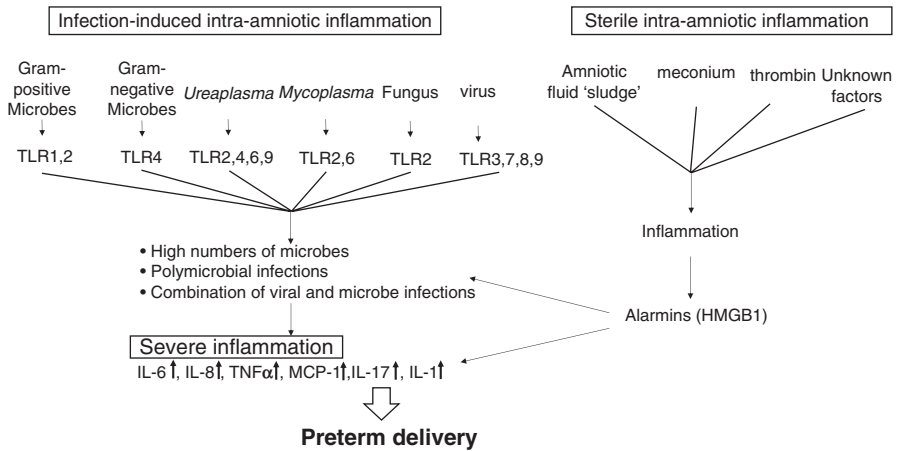 Infection-induced intra-amniotic inflammation
Sterile intra-amniotic inflammation
Gram-
positive
Microbes
Gram-
negative
Microbes
Ureaplasma
Mycoplasma
Fungus
virus
Amniotic
fluid ‘sludge’
meconium
thrombin
Unknown
factors
TLR1,2
TLR4
TLR2,4,6,9
TLR2,6
TLR2
TLR3,7,8,9
Inflammation
• High numbers of microbes
• Polymicrobial infections
• Combination of viral and microbe infections
Alarmins (HMGB1)
Severe inflammation
IL-6↑, IL-8↑, TNFα↑, MCP-1↑,IL-17↑, IL-1↑
Preterm delivery